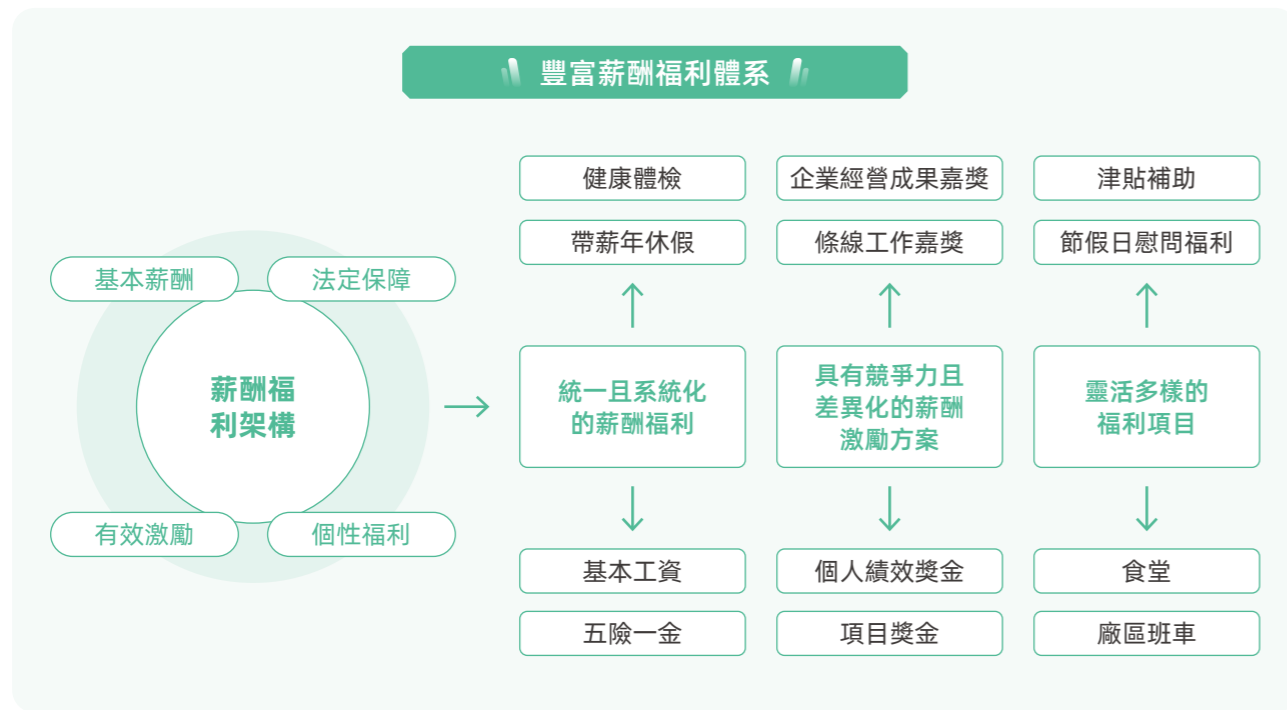 豐富薪酬福利體系
健康體檢
企業經營成果嘉獎
津貼補助
帶薪年休假
條線工作嘉獎
節假日慰問福利
基本薪酬
法定保障
薪酬福
利架構
有效激勵
個性福利
統一且系統化
的薪酬福利
具有競爭力且
差異化的薪酬
激勵方案
靈活多樣的
福利項目
基本工資
個人績效獎金
食堂
五險一金
項目獎金
廠區班車